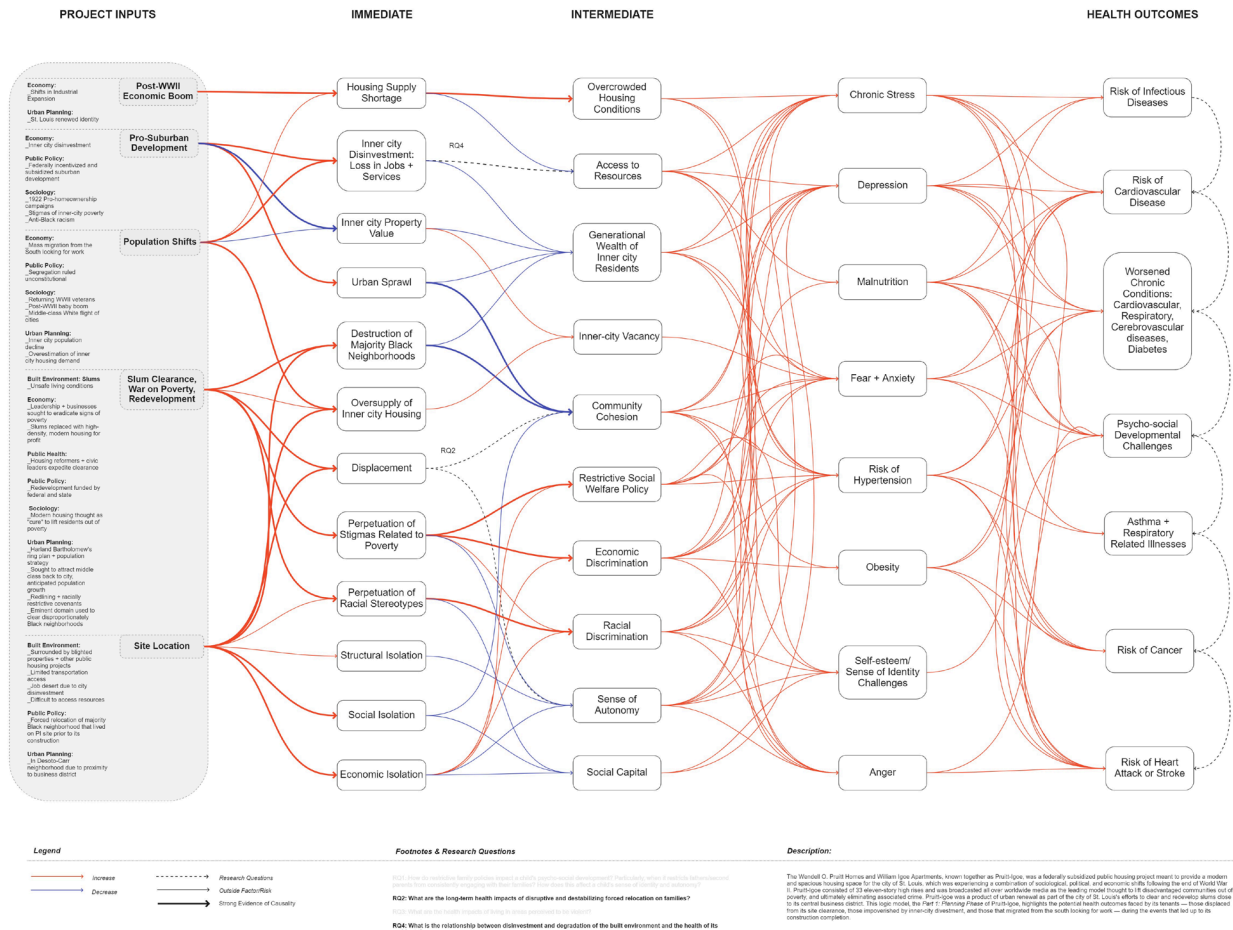 PROJECT INPUTS
IMMEDIATE
INTERMEDIATE
HEALTH OUTCOMES
Economy:
_Shifts in Industrial
Expansion
Urban Planning:
_St. Louis renewed identity
Post-WWII
Economic Boom
Economy:
_Inner city disinvestment
Public Policy:
_Federally incentivized and
subsidized suburban
development
Sociology:
_1922 Pro-homeownership
campaigns
_Stigmas of inner-city poverty
_Anti-Black racism
Pro-Suburban
Development
Economy:
_Mass migration from the
South looking for work
Public Policy:
_Segregation ruled
unconstitutional
Sociology:
_Returning WWII veterans
_Post-WWII baby boom
_Middle-class White flight of
cities
Urban Planning:
_Inner city population
decline
_Overestimation of inner
city housing demand
Population Shifts
Built Environment: Slums
_Unsafe living conditions
Economy:
_Leadership + businesses
sought to eradicate signs of
poverty
_Slums replaced with high-
density, modern housing for
profit
Public Health:
_Housing reformers + civic
leaders expedite clearance
Public Policy:
_Redevelopment funded by
federal and state
Sociology:
_Modern housing thought as
"cure" to lift residents out of
poverty
Urban Planning:
_Harland Bartholomew's
ring plan + population
strategy
_Sought to attract middle
class back to city,
anticipated population
growth
_Redlining + racially
restrictive covenants
_Eminent domain used to
clear disproportionately
Black neighborhoods
Slum Clearance,
War on Poverty,
Redevelopment
Built Environment:
_Surrounded by blighted
properties + other public
housing projects
_Limited transportation
access
_Job desert due to city
disinvestment
_Difficult to access resources
Public Policy:
_Forced relocation of majority
Black neighborhood that lived
on PI site prior to its
construction
Urban Planning:
_In Desoto-Carr
neighborhood due to proximity
to business district
Site Location
Housing Supply
Shortage
Inner city
Disinvestment:
Loss in Jobs +
Services
Inner city Property
Value
Urban Sprawl
Destruction of
Majority Black
Neighborhoods
Oversupply of
Inner city Housing
Displacement
Perpetuation of
Stigmas Related to
Poverty
Perpetuation of
Racial Stereotypes
Structural Isolation
Social Isolation
Economic Isolation
RQ4
RQ2
Overcrowded
Housing
Conditions
Access to
Resources
Generational
Wealth of
Inner city
Residents
Inner-city Vacancy
Community
Cohesion
Restrictive Social
Welfare Policy
Economic
Discrimination
Racial
Discrimination
Sense of
Autonomy
Social Capital
Chronic Stress
Depression
Malnutrition
Fear + Anxiety
Risk of
Hypertension
Obesity
Self-esteem/
Sense of Identity
Challenges
Anger
Risk of Infectious
Diseases
Risk of
Cardiovascular
Disease
Worsened
Chronic
Conditions:
Cardiovascular,
Respiratory,
Cerebrovascular
diseases,
Diabetes
Psycho-social
Developmental
Challenges
Asthma +
Respiratory
Related Illnesses
Risk of Cancer
Risk of Heart
Attack or Stroke
Legend
Increase
Decrease
Research Questions
Outside Factor/Risk
Strong Evidence of Causality
Footnotes & Research Questions
RQ2: What are the long-term health impacts of disruptive and destabilizing forced relocation on families?
RQ4: What is the relationship between disinvestment and degradation of the built environment and the health of its
Description:
The Wendell O. Pruitt Homes and William Igoe Apartments, known together as Pruitt-Igoe, was a federally subsidized public housing project meant to provide a modern
and spacious housing space for the city of St. Louis, which was experiencing a combination of sociological, political, and economic shifts following the end of World War
II. Pruitt-Igoe consisted of 33 eleven-story high rises and was broadcasted all over worldwide media as the leading model thought to lift disadvantaged communities out of
poverty, and ultimately eliminating associated crime. Pruitt-Igoe was a product of urban renewal as part of the city of St. Louis's efforts to clear and redevelop slums close
to its central business district. This logic model, the Part 1: Planning Phase of Pruitt-Igoe, highlights the potential health outcomes faced by its tenants — those displaced
from its site clearance, those impoverished by inner-city divestment, and those that migrated from the south looking for work — during the events that led up to its
construction completion.